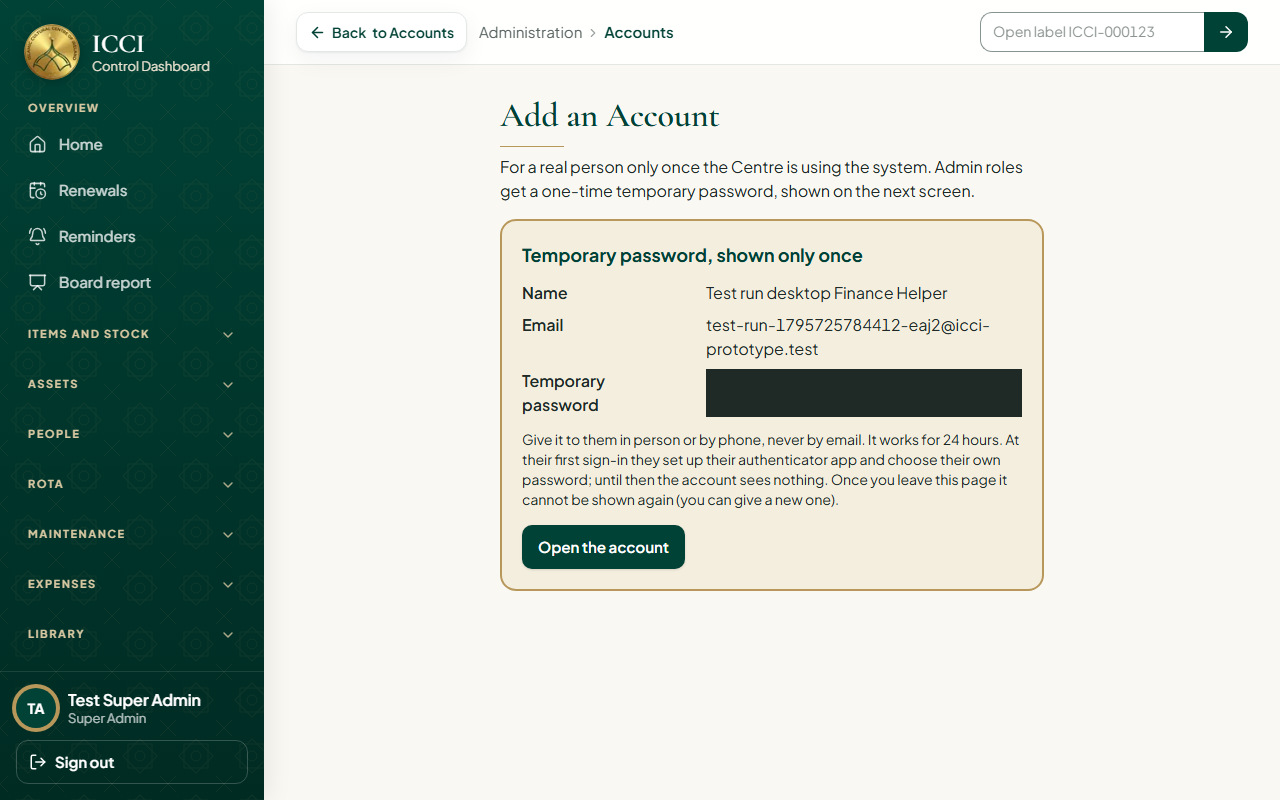 ICCI
Control Dashboard
OVERVIEW
Home
Renewals
Reminders
Board report
ITEMS AND STOCK
ASSETS
PEOPLE
ROTA
MAINTENANCE
EXPENSES
LIBRARY
TA
Test Super Admin
Super Admin
Sign out
Back to Accounts
Administration
Accounts
Open label ICCI-000123
Add an Account
For a real person only once the Centre is using the system. Admin roles
get a one-time temporary password, shown on the next screen.
Temporary password, shown only once
Name
Test run desktop Finance Helper
Email
test-run-1795725784412-eaj2@icci-
prototype.test
Temporary
password
Give it to them in person or by phone, never by email. It works for 24 hours. At
their first sign-in they set up their authenticator app and choose their own
password; until then the account sees nothing. Once you leave this page it
cannot be shown again (you can give a new one).
Open the account